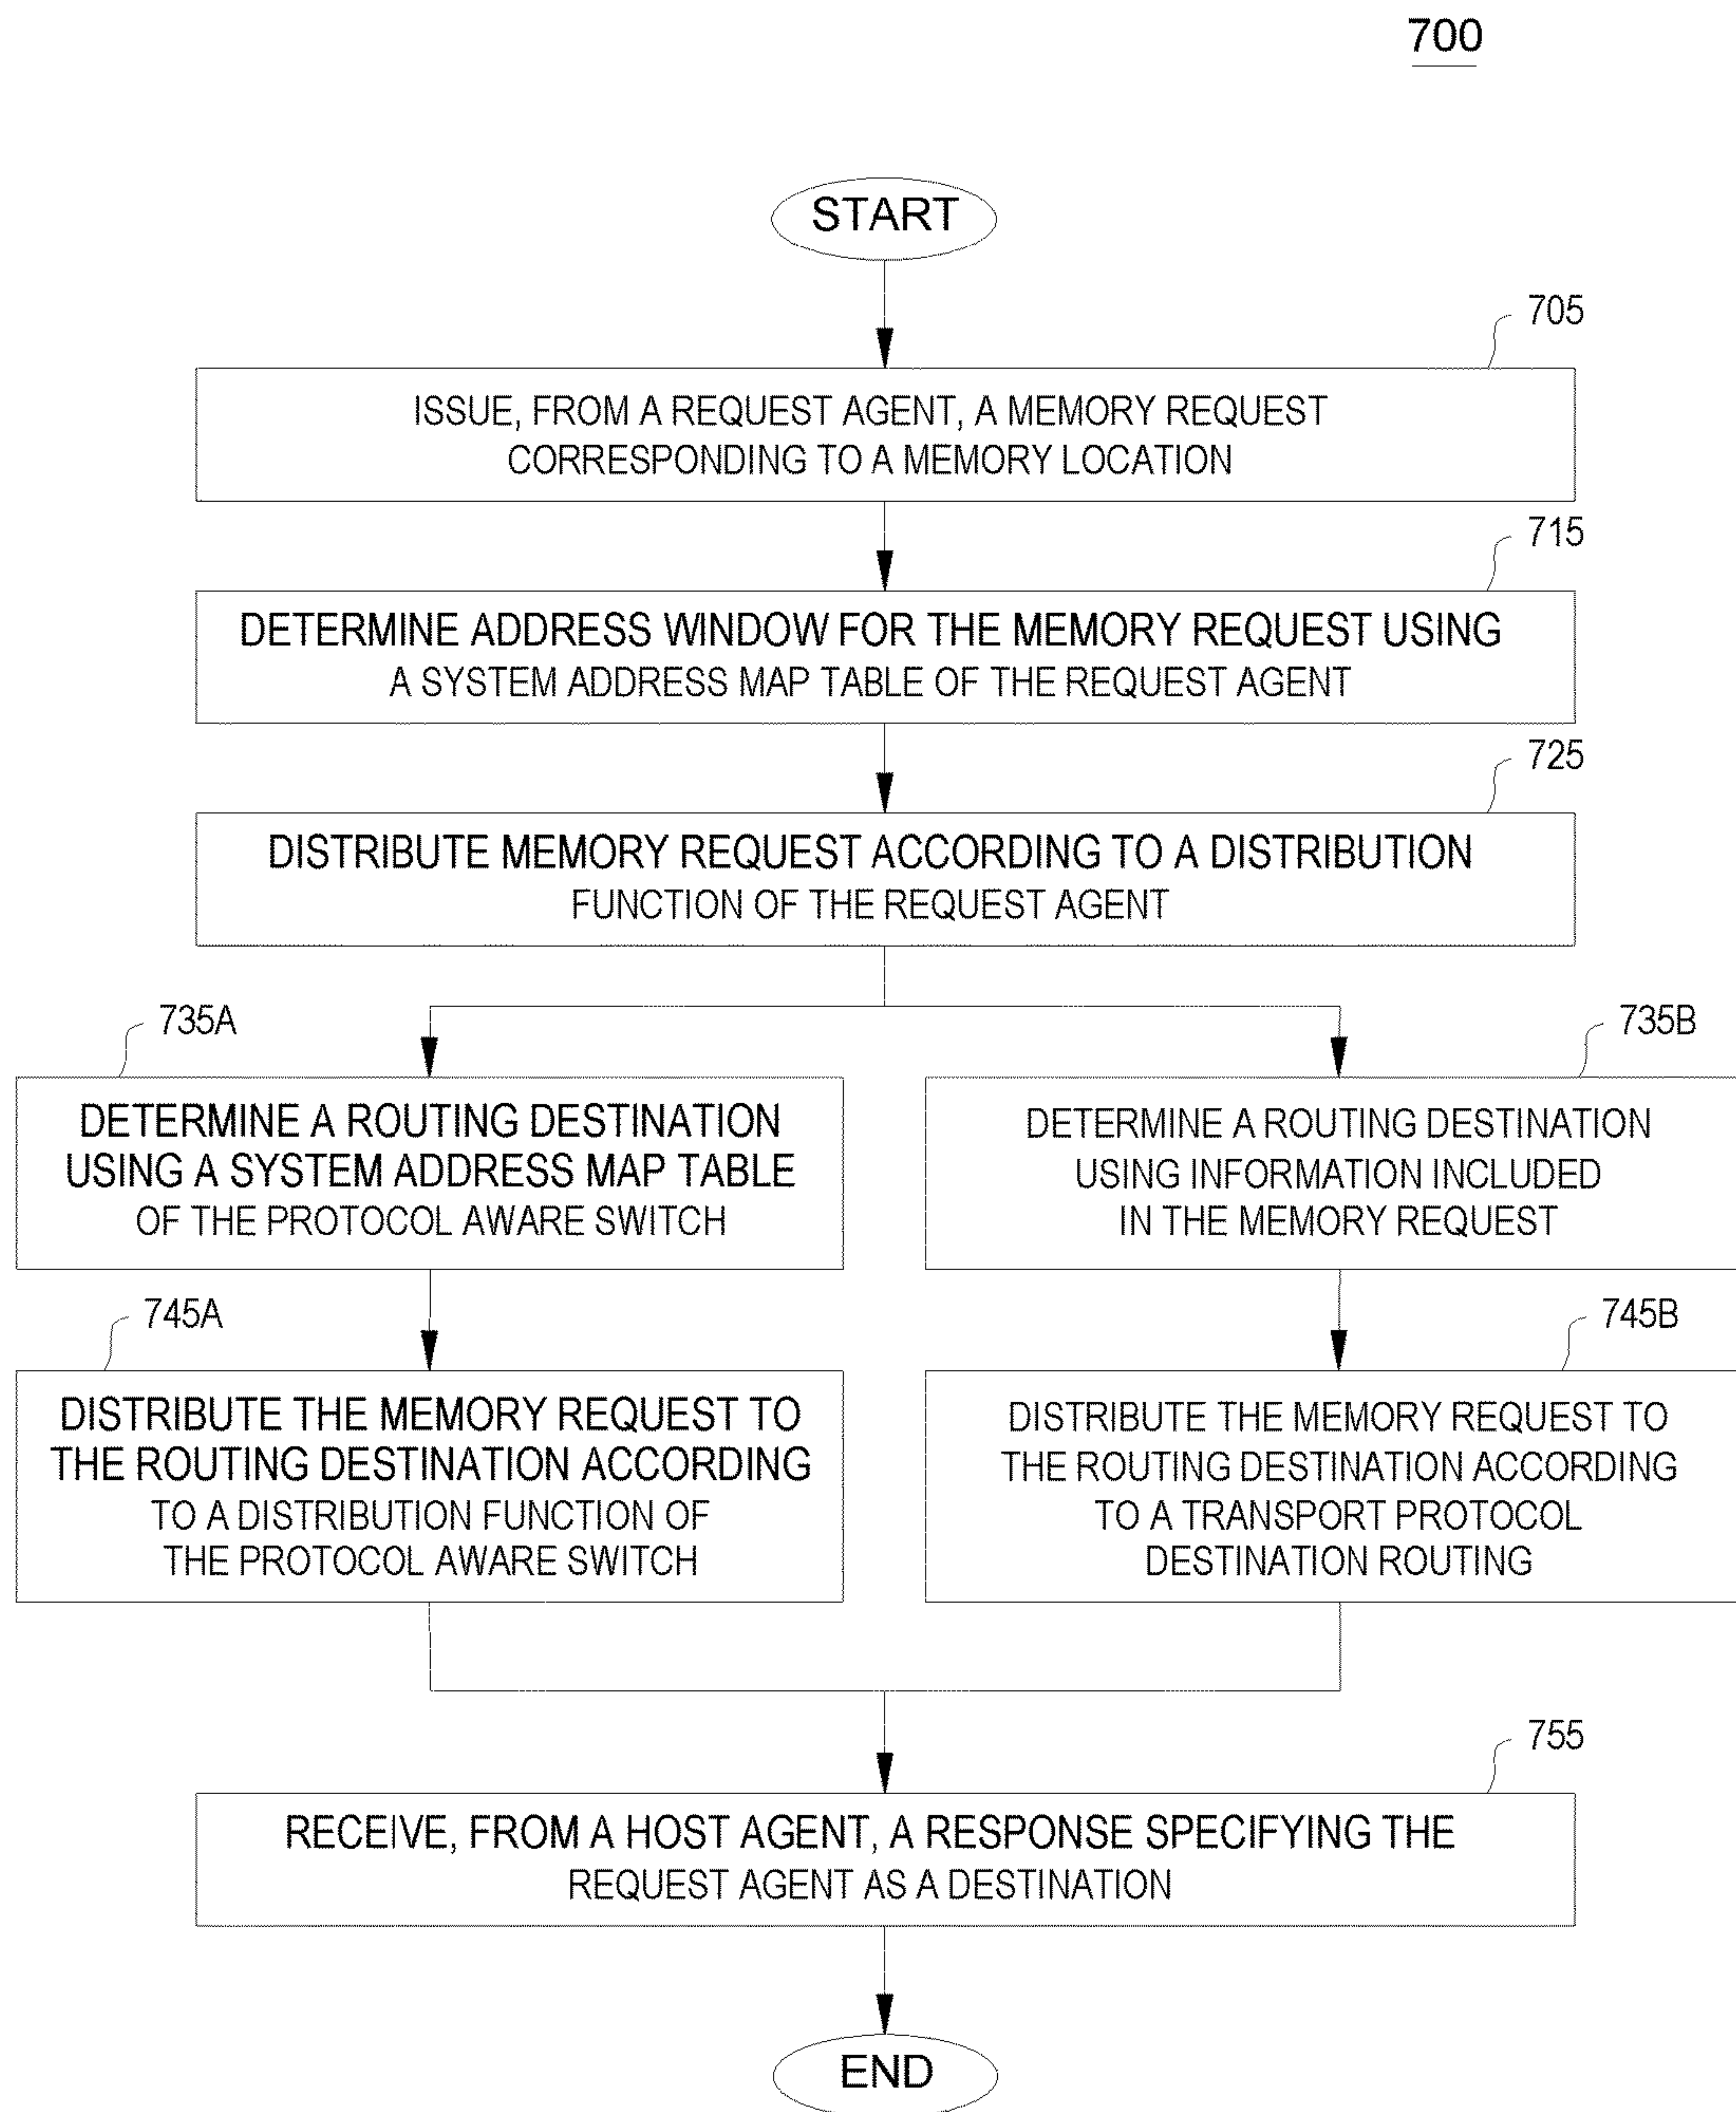 700
START
705
ISSUE, FROM A REQUEST AGENT, A MEMORY REQUEST
CORRESPONDING TO A MEMORY LOCATION
715
DETERMINE ADDRESS WINDOW FOR THE MEMORY REQUEST USING
A SYSTEM ADDRESS MAP TABLE OF THE REQUEST AGENT
725
DISTRIBUTE MEMORY REQUEST ACCORDING TO A DISTRIBUTION
FUNCTION OF THE REQUEST AGENT
735A
DETERMINE A ROUTING DESTINATION
USING A SYSTEM ADDRESS MAP TABLE
OF THE PROTOCOL AWARE SWITCH
735B
DETERMINE A ROUTING DESTINATION
USING INFORMATION INCLUDED
IN THE MEMORY REQUEST
745A
DISTRIBUTE THE MEMORY REQUEST TO
THE ROUTING DESTINATION ACCORDING
TO A DISTRIBUTION FUNCTION OF
THE PROTOCOL AWARE SWITCH
745B
DISTRIBUTE THE MEMORY REQUEST TO
THE ROUTING DESTINATION ACCORDING
TO A TRANSPORT PROTOCOL
DESTINATION ROUTING
755
RECEIVE, FROM A HOST AGENT, A RESPONSE SPECIFYING THE
REQUEST AGENT AS A DESTINATION
END